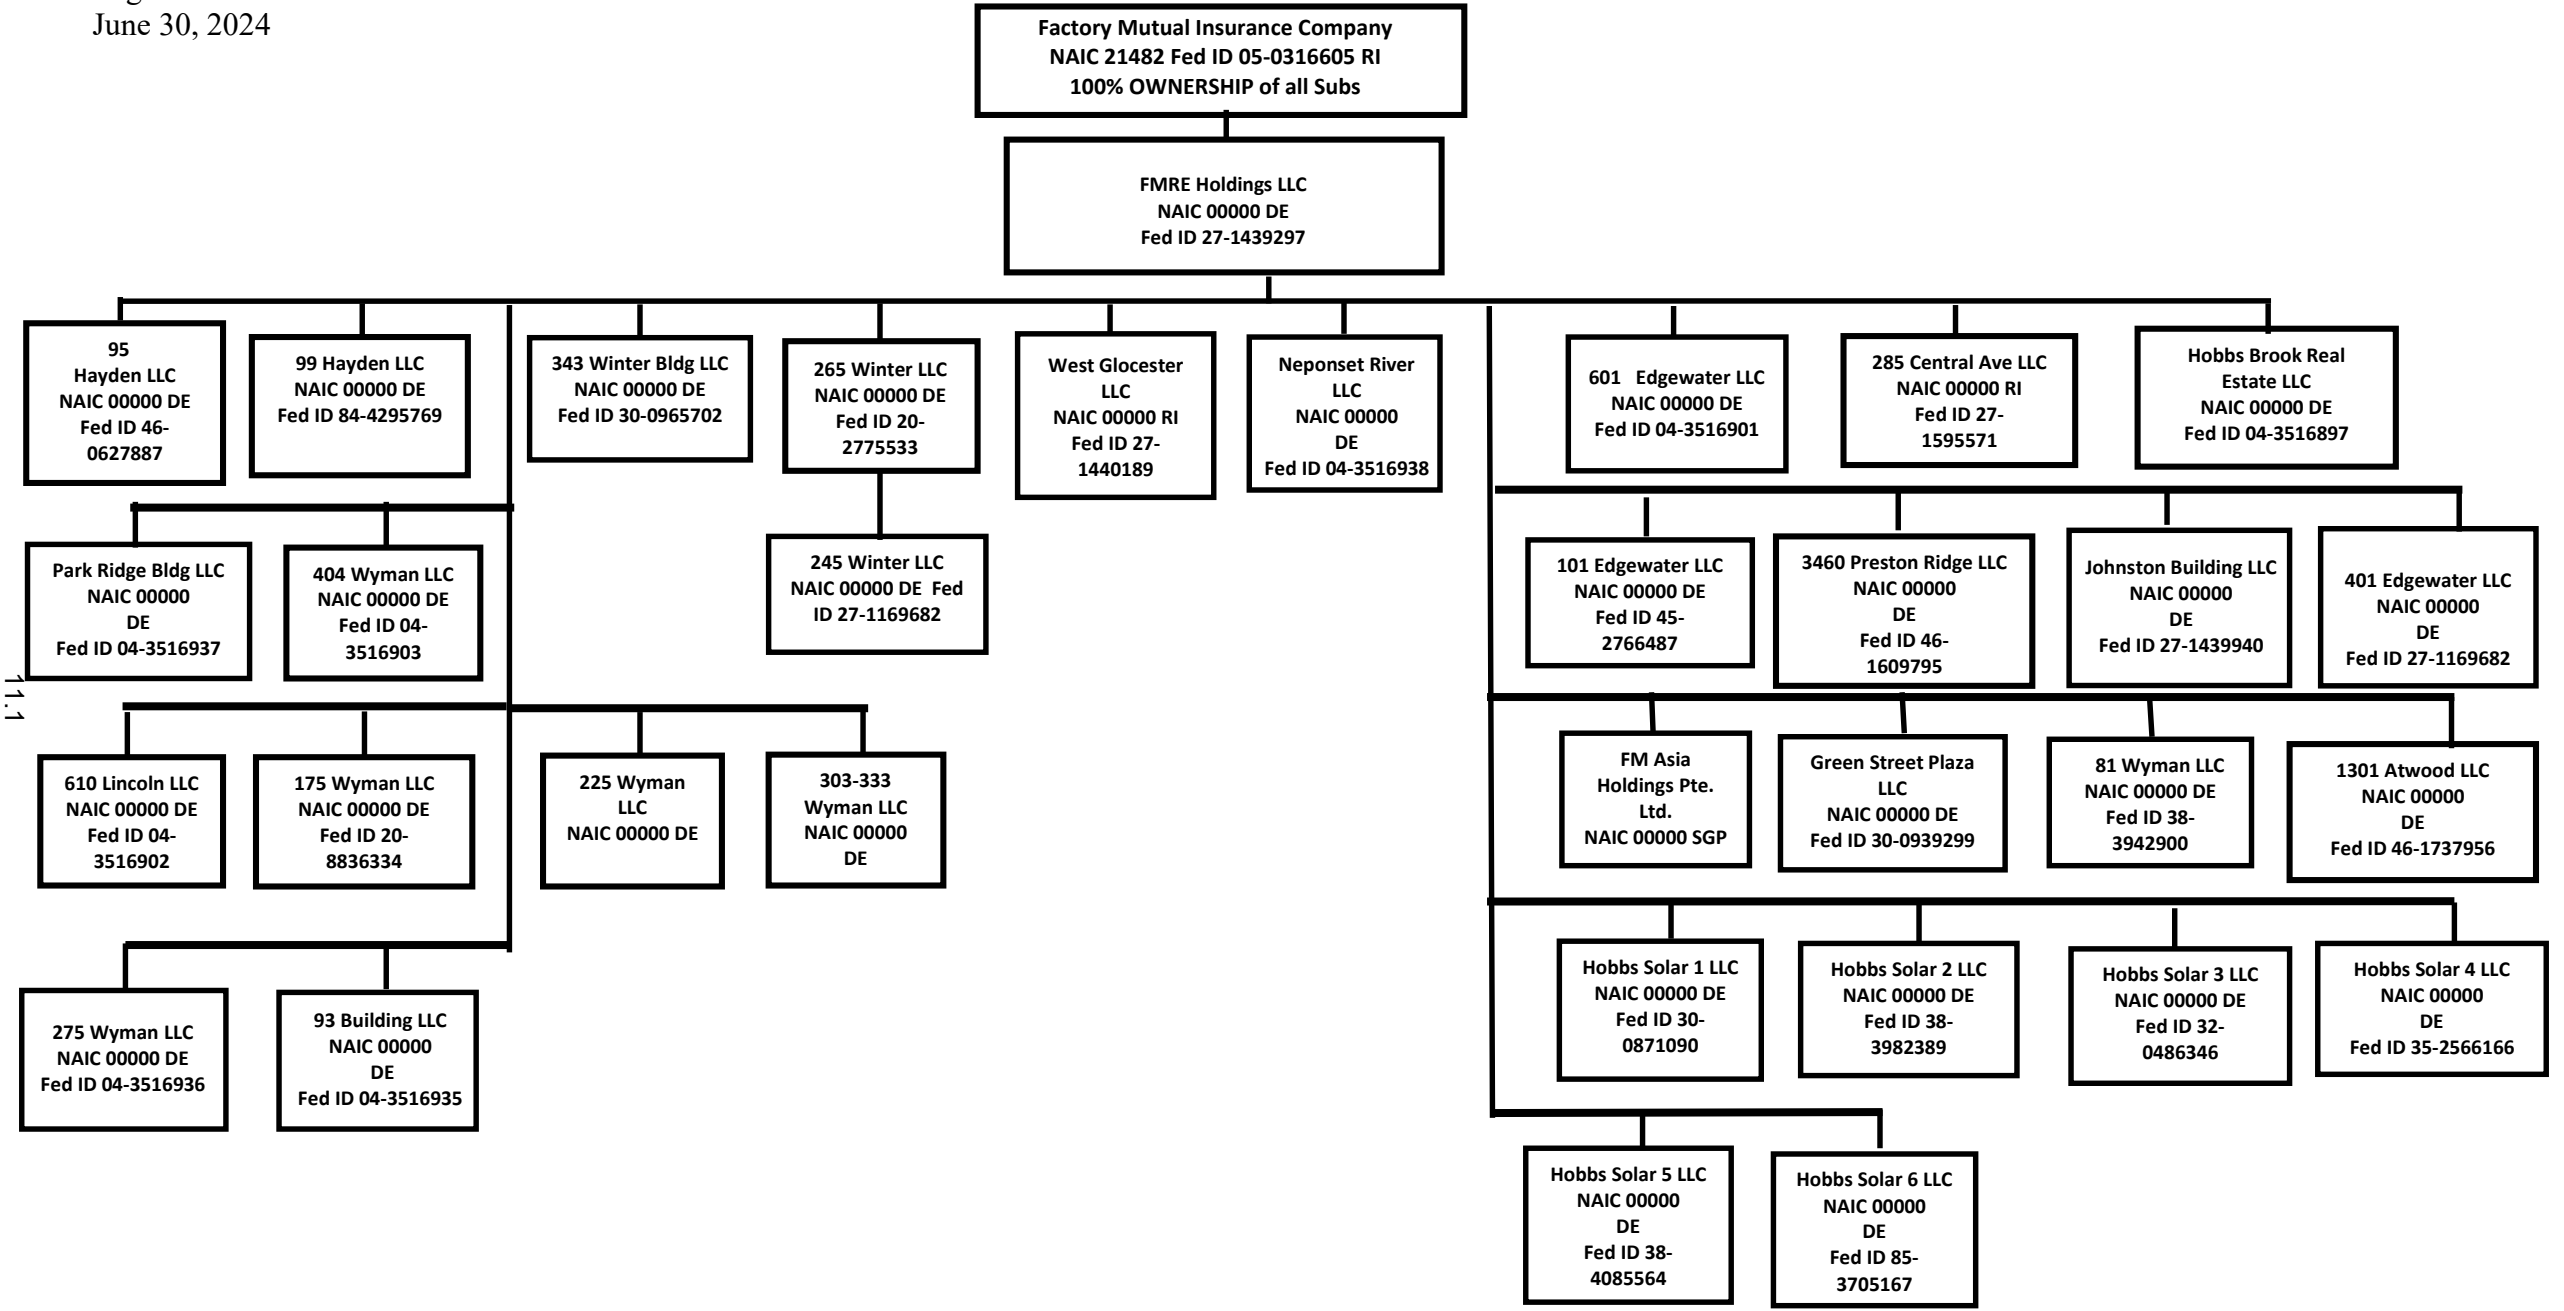 June 30, 2024
Factory Mutual Insurance Company
NAIC 21482 Fed ID 05-0316605 RI
100% OWNERSHIP of all Subs
FMRE Holdings LLC
NAIC 00000 DE
Fed ID 27-1439297
95
Hayden LLC
NAIC 00000 DE
Fed ID 46-
0627887
99 Hayden LLC
NAIC 00000 DE
Fed ID 84-4295769
343 Winter Bldg LLC
NAIC 00000 DE
Fed ID 30-0965702
265 Winter LLC
NAIC 00000 DE
Fed ID 20-
2775533
West Glocester
LLC
NAIC 00000 RI
Fed ID 27-
1440189
Neponset River
LLC
NAIC 00000
DE
Fed ID 04-3516938
601 Edgewater LLC
NAIC 00000 DE
Fed ID 04-3516901
285 Central Ave LLC
NAIC 00000 RI
Fed ID 27-
1595571
Hobbs Brook Real
Estate LLC
NAIC 00000 DE
Fed ID 04-3516897
Park Ridge Bldg LLC
NAIC 00000
DE
Fed ID 04-3516937
404 Wyman LLC
NAIC 00000 DE
Fed ID 04-
3516903
245 Winter LLC
NAIC 00000 DE Fed
ID 27-1169682
101 Edgewater LLC
NAIC 00000 DE
Fed ID 45-
2766487
3460 Preston Ridge LLC
NAIC 00000
DE
Fed ID 46-
1609795
Johnston Building LLC
NAIC 00000
DE
Fed ID 27-1439940
401 Edgewater LLC
NAIC 00000
DE
Fed ID 27-1169682
11.1
610 Lincoln LLC
NAIC 00000 DE
Fed ID 04-
3516902
175 Wyman LLC
NAIC 00000 DE
Fed ID 20-
8836334
225 Wyman
LLC
NAIC 00000 DE
303-333
Wyman LLC
NAIC 00000
DE
FM Asia
Holdings Pte.
Ltd.
NAIC 00000 SGP
Green Street Plaza
LLC
NAIC 00000 DE
Fed ID 30-0939299
81 Wyman LLC
NAIC 00000 DE
Fed ID 38-
3942900
1301 Atwood LLC
NAIC 00000
DE
Fed ID 46-1737956
275 Wyman LLC
NAIC 00000 DE
Fed ID 04-3516936
93 Building LLC
NAIC 00000
DE
Fed ID 04-3516935
Hobbs Solar 1 LLC
NAIC 00000 DE
Fed ID 30-
0871090
Hobbs Solar 2 LLC
NAIC 00000 DE
Fed ID 38-
3982389
Hobbs Solar 3 LLC
NAIC 00000 DE
Fed ID 32-
0486346
Hobbs Solar 4 LLC
NAIC 00000
DE
Fed ID 35-2566166
Hobbs Solar 5 LLC
NAIC 00000
DE
Fed ID 38-
4085564
Hobbs Solar 6 LLC
NAIC 00000
DE
Fed ID 85-
3705167